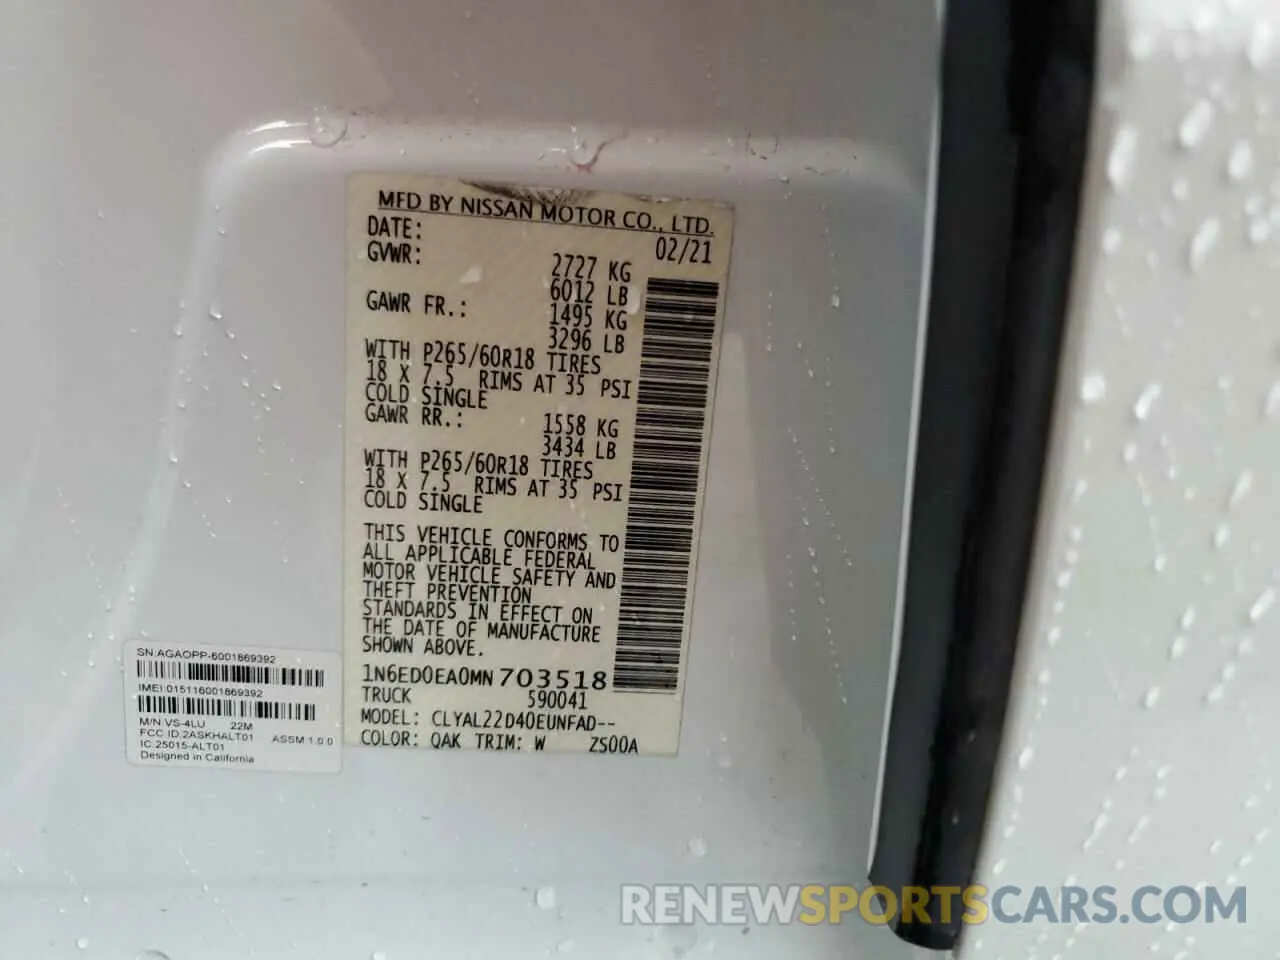 MFD BY NISSAN MOTOR CO., LTD.
DATE: 02/21
GVWR: 2727 KG
6012 LB
GAWR FR.: 1495 KG
3296 LB
WITH P265/60R18 TIRES
18 X 7.5 RIMS AT 35 PSI
COLD SINGLE
GAWR RR.: 1558 KG
3434 LB
WITH P265/60R18 TIRES
18 X 7.5 RIMS AT 35 PSI
COLD SINGLE
THIS VEHICLE CONFORMS TO
ALL APPLICABLE FEDERAL
MOTOR VEHICLE SAFETY AND
THEFT PREVENTION
STANDARDS IN EFFECT ON
THE DATE OF MANUFACTURE
SHOWN ABOVE.
1N6ED0EA0MN 703518
TRUCK 590041
MODEL: CLYAL22D40EUNFAD--
COLOR: QAK TRIM: W ZS00A
SN:AGAOPP-6001869392
IMEI:015116001869392
M/N VS-4LU 22M
FCC ID:2ASKHALT01 ASSM 1.0.0
IC:25015-ALT01
Designed in California
RENEWSPORTSCARS.COM